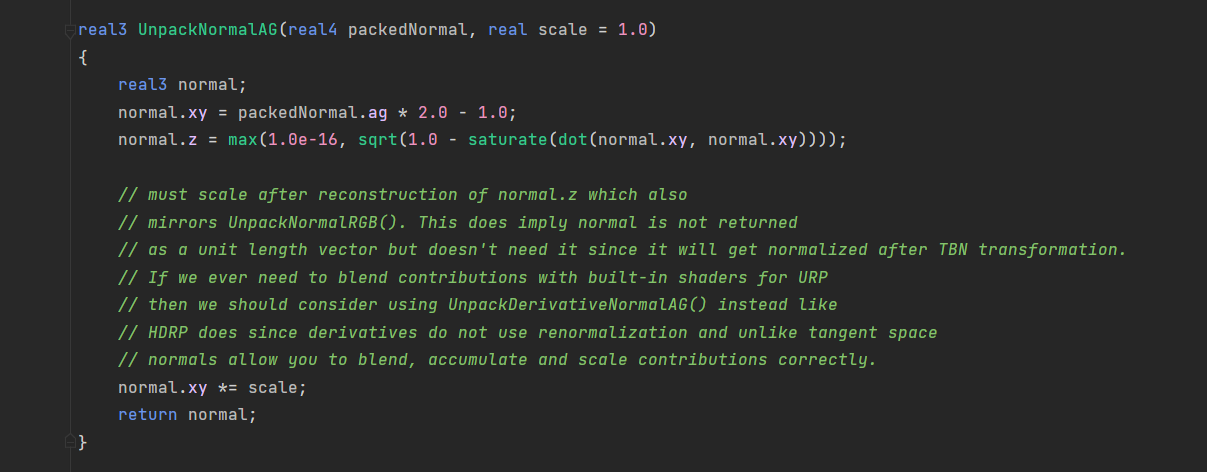 real3 UnpackNormalAG(real4 packedNormal, real scale = 1.0)
{
    real3 normal;
    normal.xy = packedNormal.ag * 2.0 - 1.0;
    normal.z = max(1.0e-16, sqrt(1.0 - saturate(dot(normal.xy, normal.xy))));

    // must scale after reconstruction of normal.z which also
    // mirrors UnpackNormalRGB(). This does imply normal is not returned
    // as a unit length vector but doesn't need it since it will get normalized after TBN transformation.
    // If we ever need to blend contributions with built-in shaders for URP
    // then we should consider using UnpackDerivativeNormalAG() instead like
    // HDRP does since derivatives do not use renormalization and unlike tangent space
    // normals allow you to blend, accumulate and scale contributions correctly.
    normal.xy *= scale;
    return normal;
}